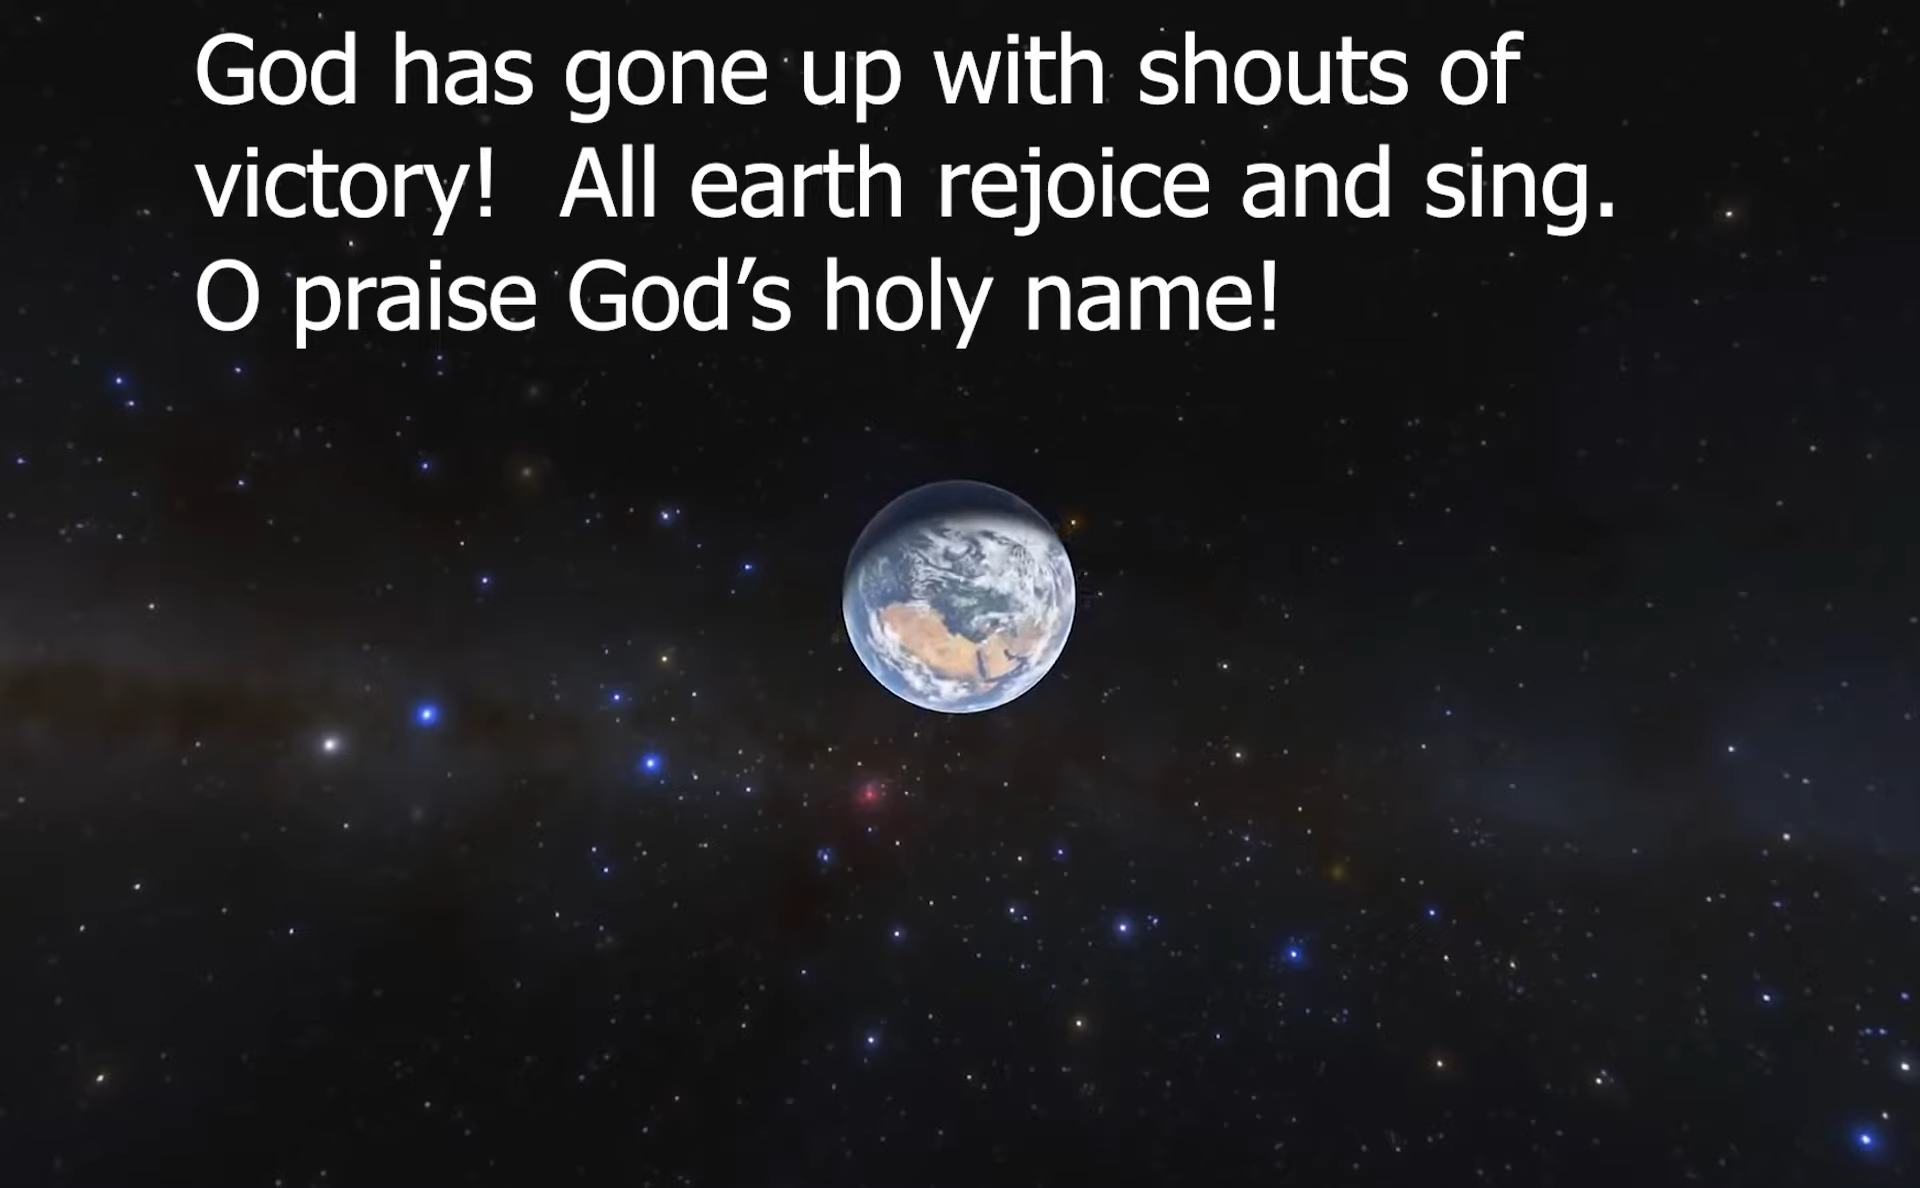 God has gone up with shouts of
victory!  All earth rejoice and sing.
O praise God’s holy name!